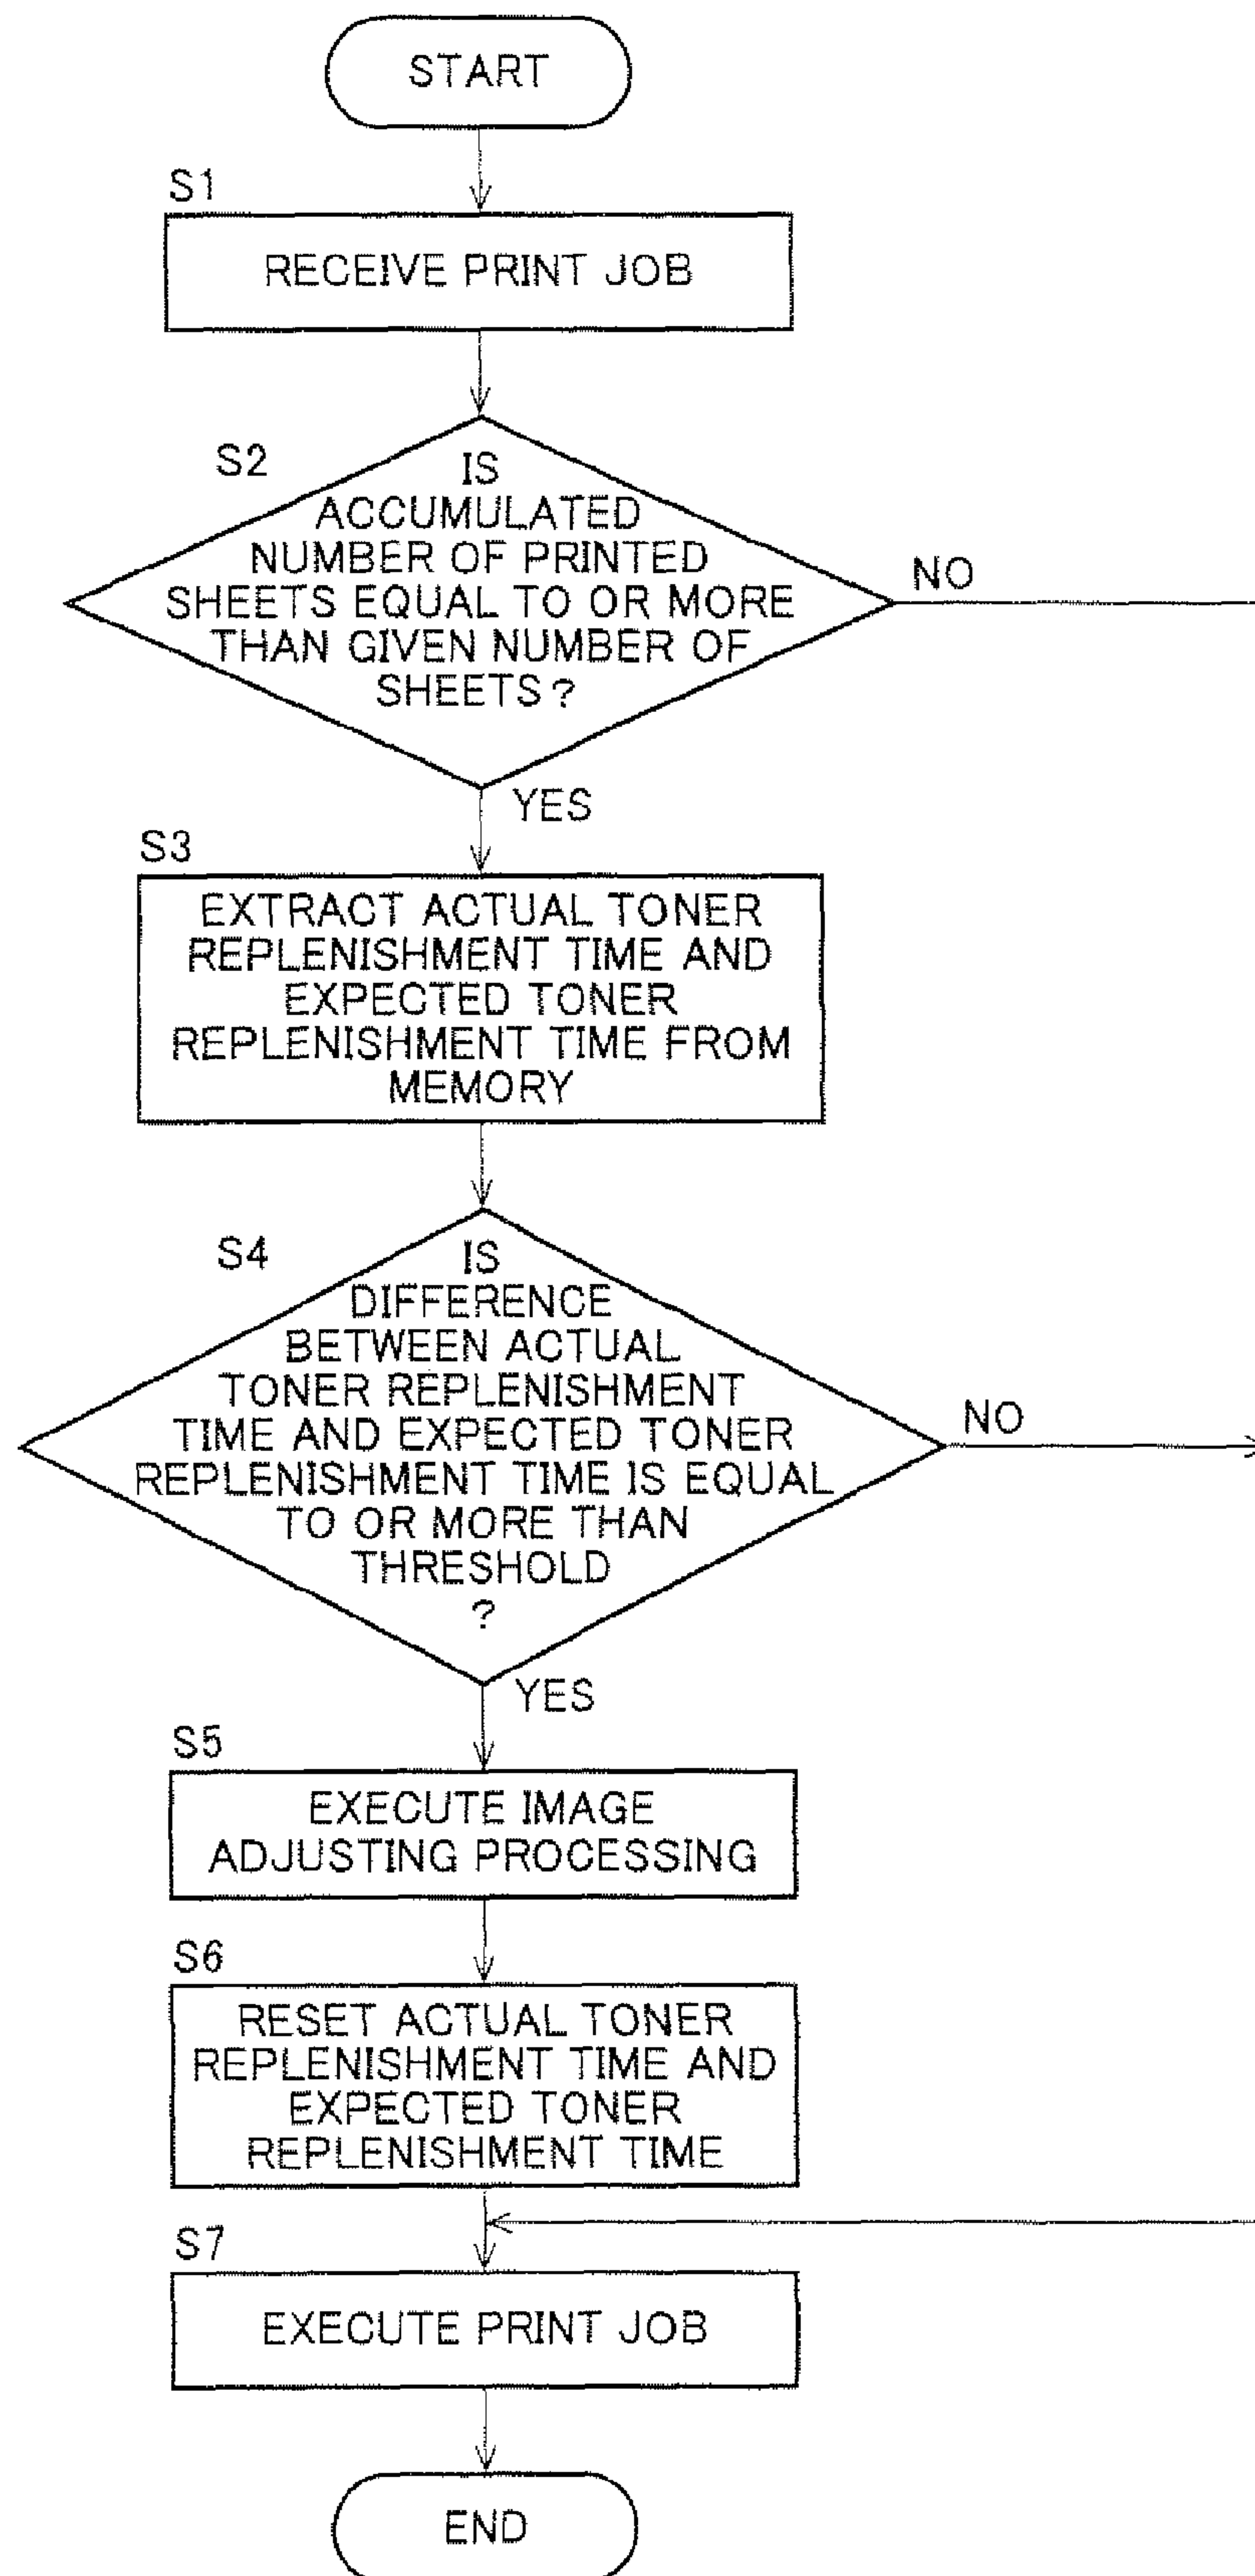 START
S1
RECEIVE PRINT JOB
S2
IS
ACCUMULATED
NUMBER OF PRINTED
SHEETS EQUAL TO OR MORE
THAN GIVEN NUMBER OF
SHEETS?
NO
YES
S3
EXTRACT ACTUAL TONER
REPLENISHMENT TIME AND
EXPECTED TONER
REPLENISHMENT TIME FROM
MEMORY
S4
IS
DIFFERENCE
BETWEEN ACTUAL
TONER REPLENISHMENT
TIME AND EXPECTED TONER
REPLENISHMENT TIME IS EQUAL
TO OR MORE THAN
THRESHOLD
?
NO
YES
S5
EXECUTE IMAGE
ADJUSTING PROCESSING
S6
RESET ACTUAL TONER
REPLENISHMENT TIME AND
EXPECTED TONER
REPLENISHMENT TIME
S7
EXECUTE PRINT JOB
END